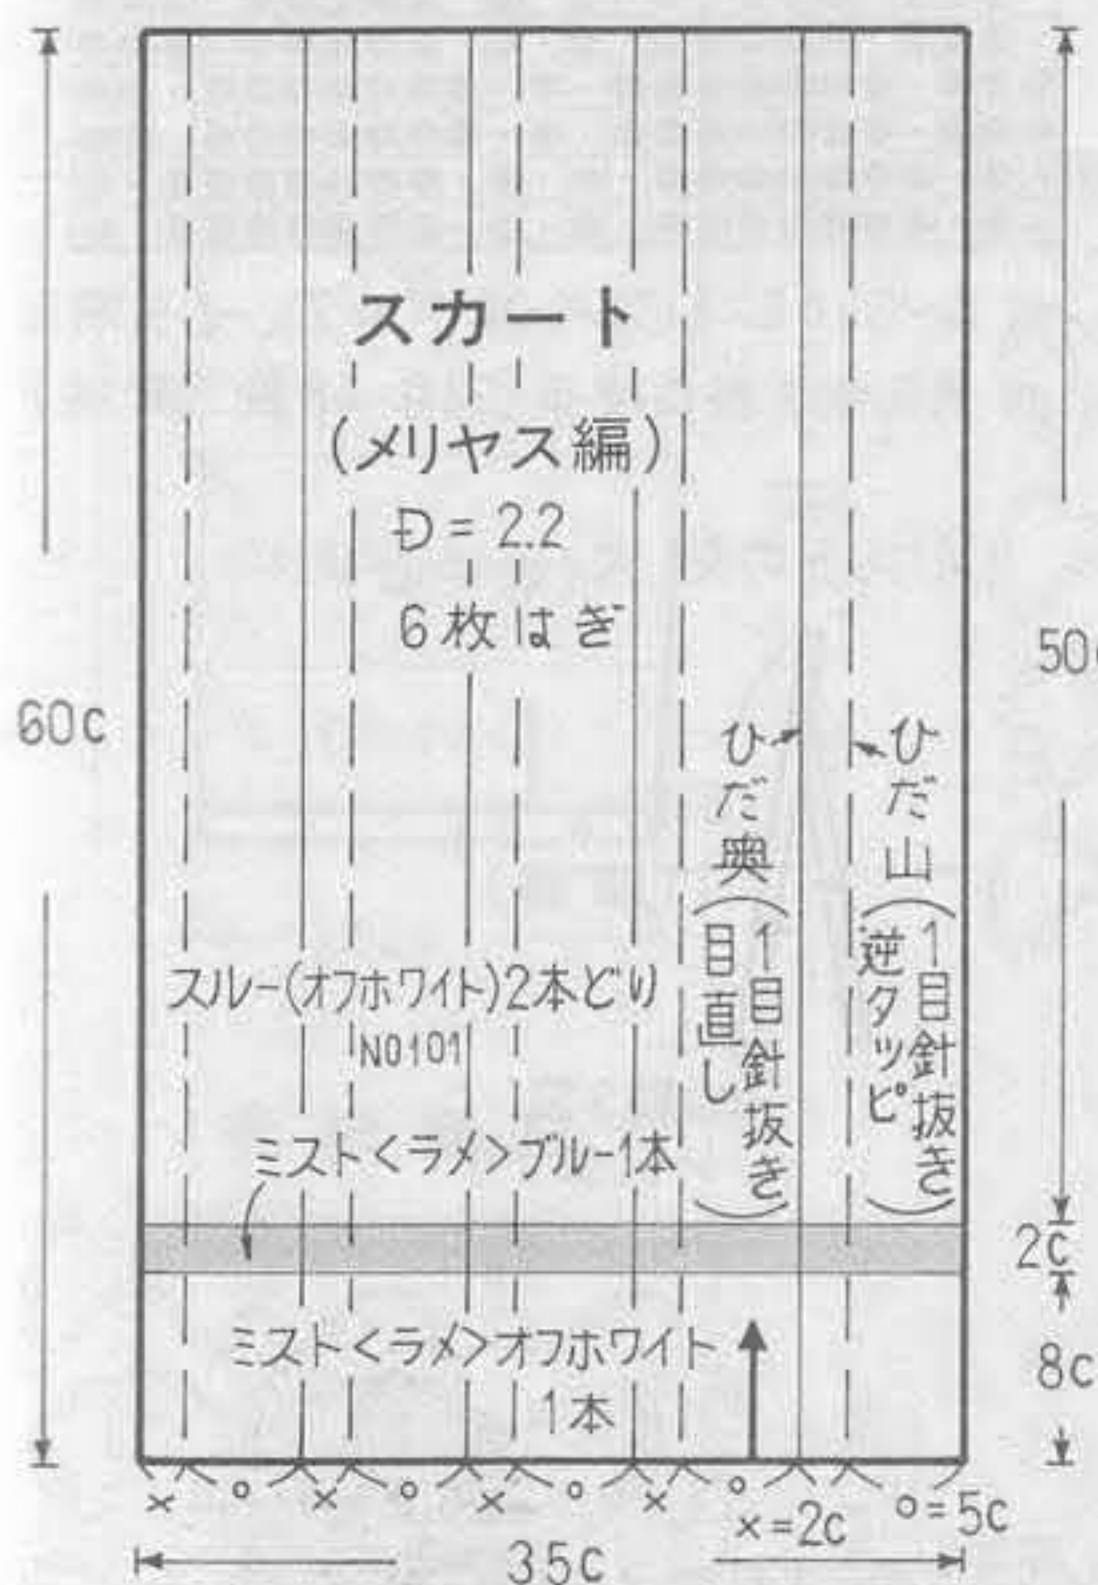 スカート
(メリヤス編)
D = 2.2
6枚はぎ
60c
50c
ひだ奥(1目針抜き
目直し)
ひだ山(1目針抜き
逆タッピ)
スルー(オフホワイト)2本どり
NO101
ミスト<ラメ>ブルー1本
2c
ミスト<ラメ>オフホワイト
1本
8c
× ○ × ○ × ○ × ○
×=2c ○=5c
35c